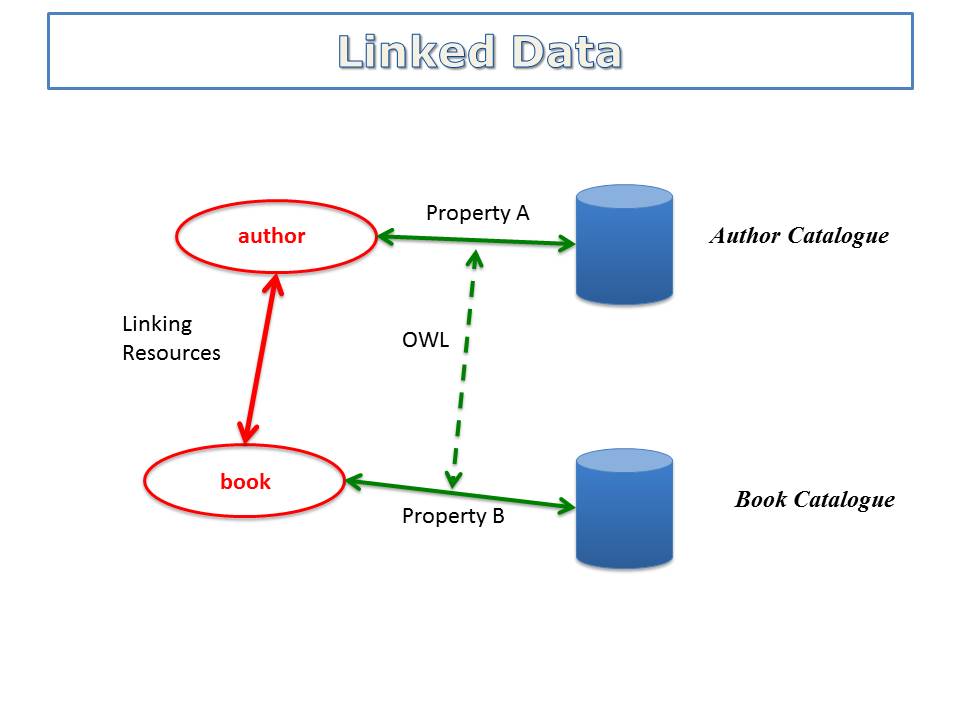 Linked Data
Property A
author
Author Catalogue
Linking
Resources
OWL
book
Book Catalogue
Property B